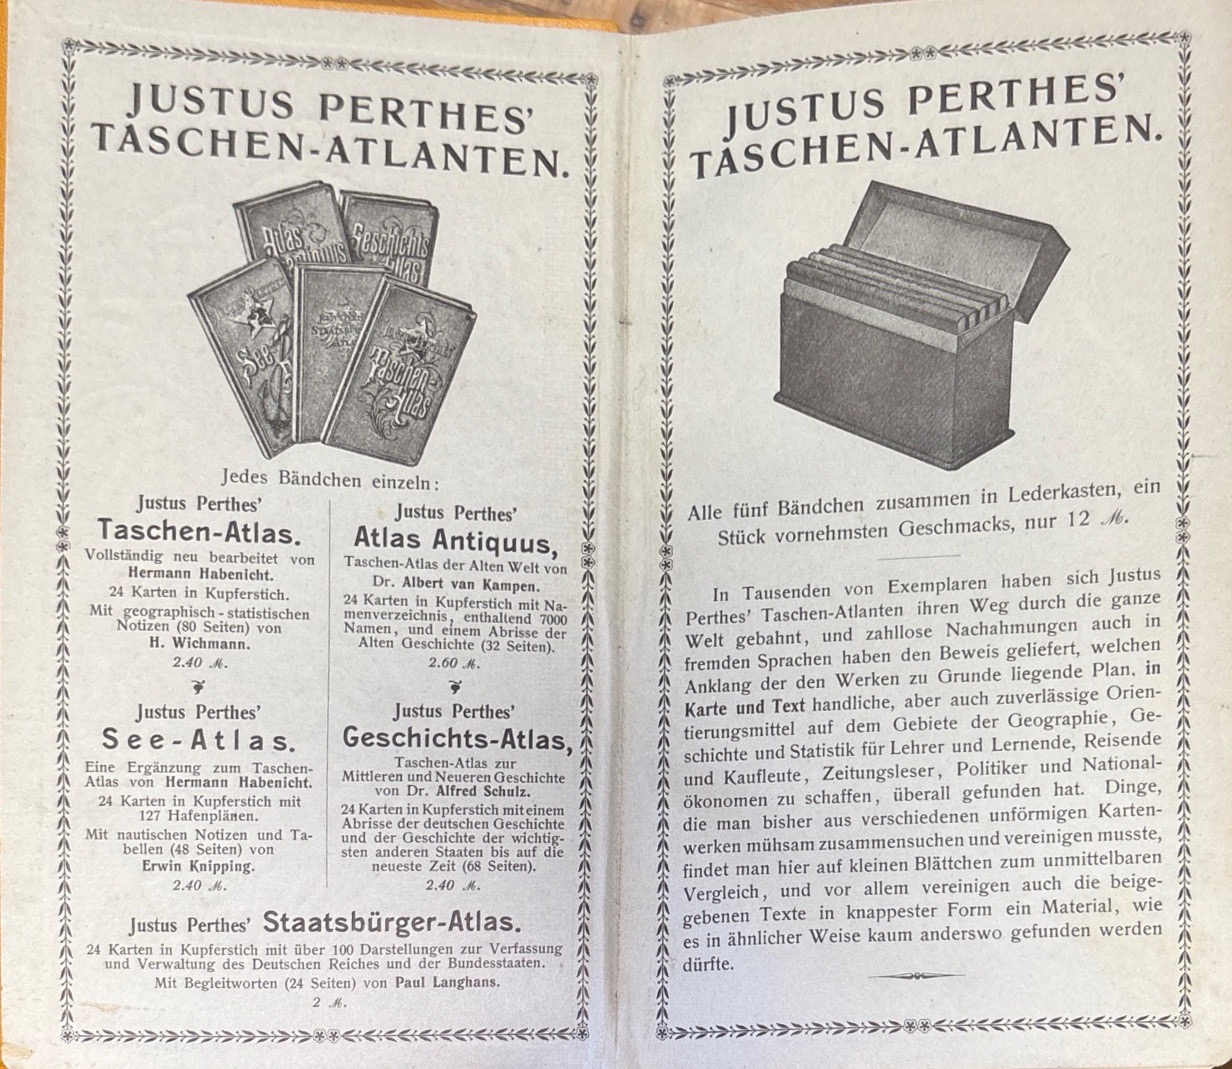 JUSTUS PERTHES'
TASCHEN-ATLANTEN.
Atlas
Antiquus
Geschichts
Atlas
See
Taschen-
Atlas
Jedes Bändchen einzeln:
Justus Perthes'
Taschen-Atlas.
Vollständig neu bearbeitet von
Hermann Habenicht.
24 Karten in Kupferstich.
Mit geographisch-statistischen
Notizen (80 Seiten) von
H. Wichmann.
2.40 ℳ.
Justus Perthes'
See-Atlas.
Eine Ergänzung zum Taschen-
Atlas von Hermann Habenicht.
24 Karten in Kupferstich mit
127 Hafenplänen.
Mit nautischen Notizen und Ta-
bellen (48 Seiten) von
Erwin Knipping.
2.40 ℳ.
Justus Perthes'
Atlas Antiquus,
Taschen-Atlas der Alten Welt von
Dr. Albert van Kampen.
24 Karten in Kupferstich mit Na-
menverzeichnis, enthaltend 7000
Namen, und einem Abrisse der
Alten Geschichte (32 Seiten).
2.60 ℳ.
Justus Perthes'
Geschichts-Atlas,
Taschen-Atlas zur
Mittleren und Neueren Geschichte
von Dr. Alfred Schulz.
24 Karten in Kupferstich mit einem
Abrisse der deutschen Geschichte
und der Geschichte der wichtig-
sten anderen Staaten bis auf die
neueste Zeit (68 Seiten).
2.40 ℳ.
Justus Perthes' Staatsbürger-Atlas.
24 Karten in Kupferstich mit über 100 Darstellungen zur Verfassung
und Verwaltung des Deutschen Reiches und der Bundesstaaten.
Mit Begleitworten (24 Seiten) von Paul Langhans.
2 ℳ.
JUSTUS PERTHES'
TASCHEN-ATLANTEN.
Alle fünf Bändchen zusammen in Lederkasten, ein
Stück vornehmsten Geschmacks, nur 12 ℳ.
In Tausenden von Exemplaren haben sich Justus
Perthes' Taschen-Atlanten ihren Weg durch die ganze
Welt gebahnt, und zahllose Nachahmungen auch in
fremden Sprachen haben den Beweis geliefert, welchen
Anklang der den Werken zu Grunde liegende Plan, in
Karte und Text handliche, aber auch zuverlässige Orien-
tierungsmittel auf dem Gebiete der Geographie, Ge-
schichte und Statistik für Lehrer und Lernende, Reisende
und Kaufleute, Zeitungsleser, Politiker und National-
ökonomen zu schaffen, überall gefunden hat. Dinge,
die man bisher aus verschiedenen unförmigen Karten-
werken mühsam zusammensuchen und vereinigen musste,
findet man hier auf kleinen Blättchen zum unmittelbaren
Vergleich, und vor allem vereinigen auch die beige-
gebenen Texte in knappester Form ein Material, wie
es in ähnlicher Weise kaum anderswo gefunden werden
dürfte.